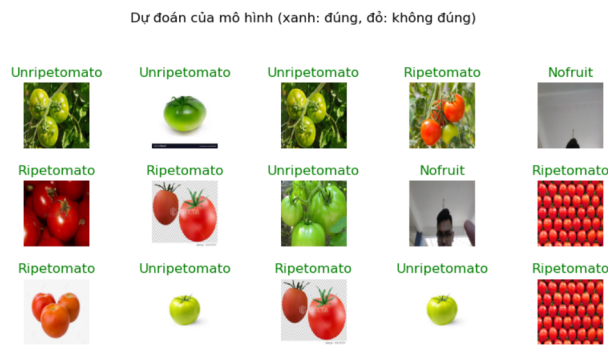 Dự đoán của mô hình (xanh: đúng, đỏ: không đúng)
Unripetomato Unripetomato Unripetomato Ripetomato Nofruit
Ripetomato Ripetomato Unripetomato Nofruit Ripetomato
Ripetomato Unripetomato Ripetomato Unripetomato Ripetomato